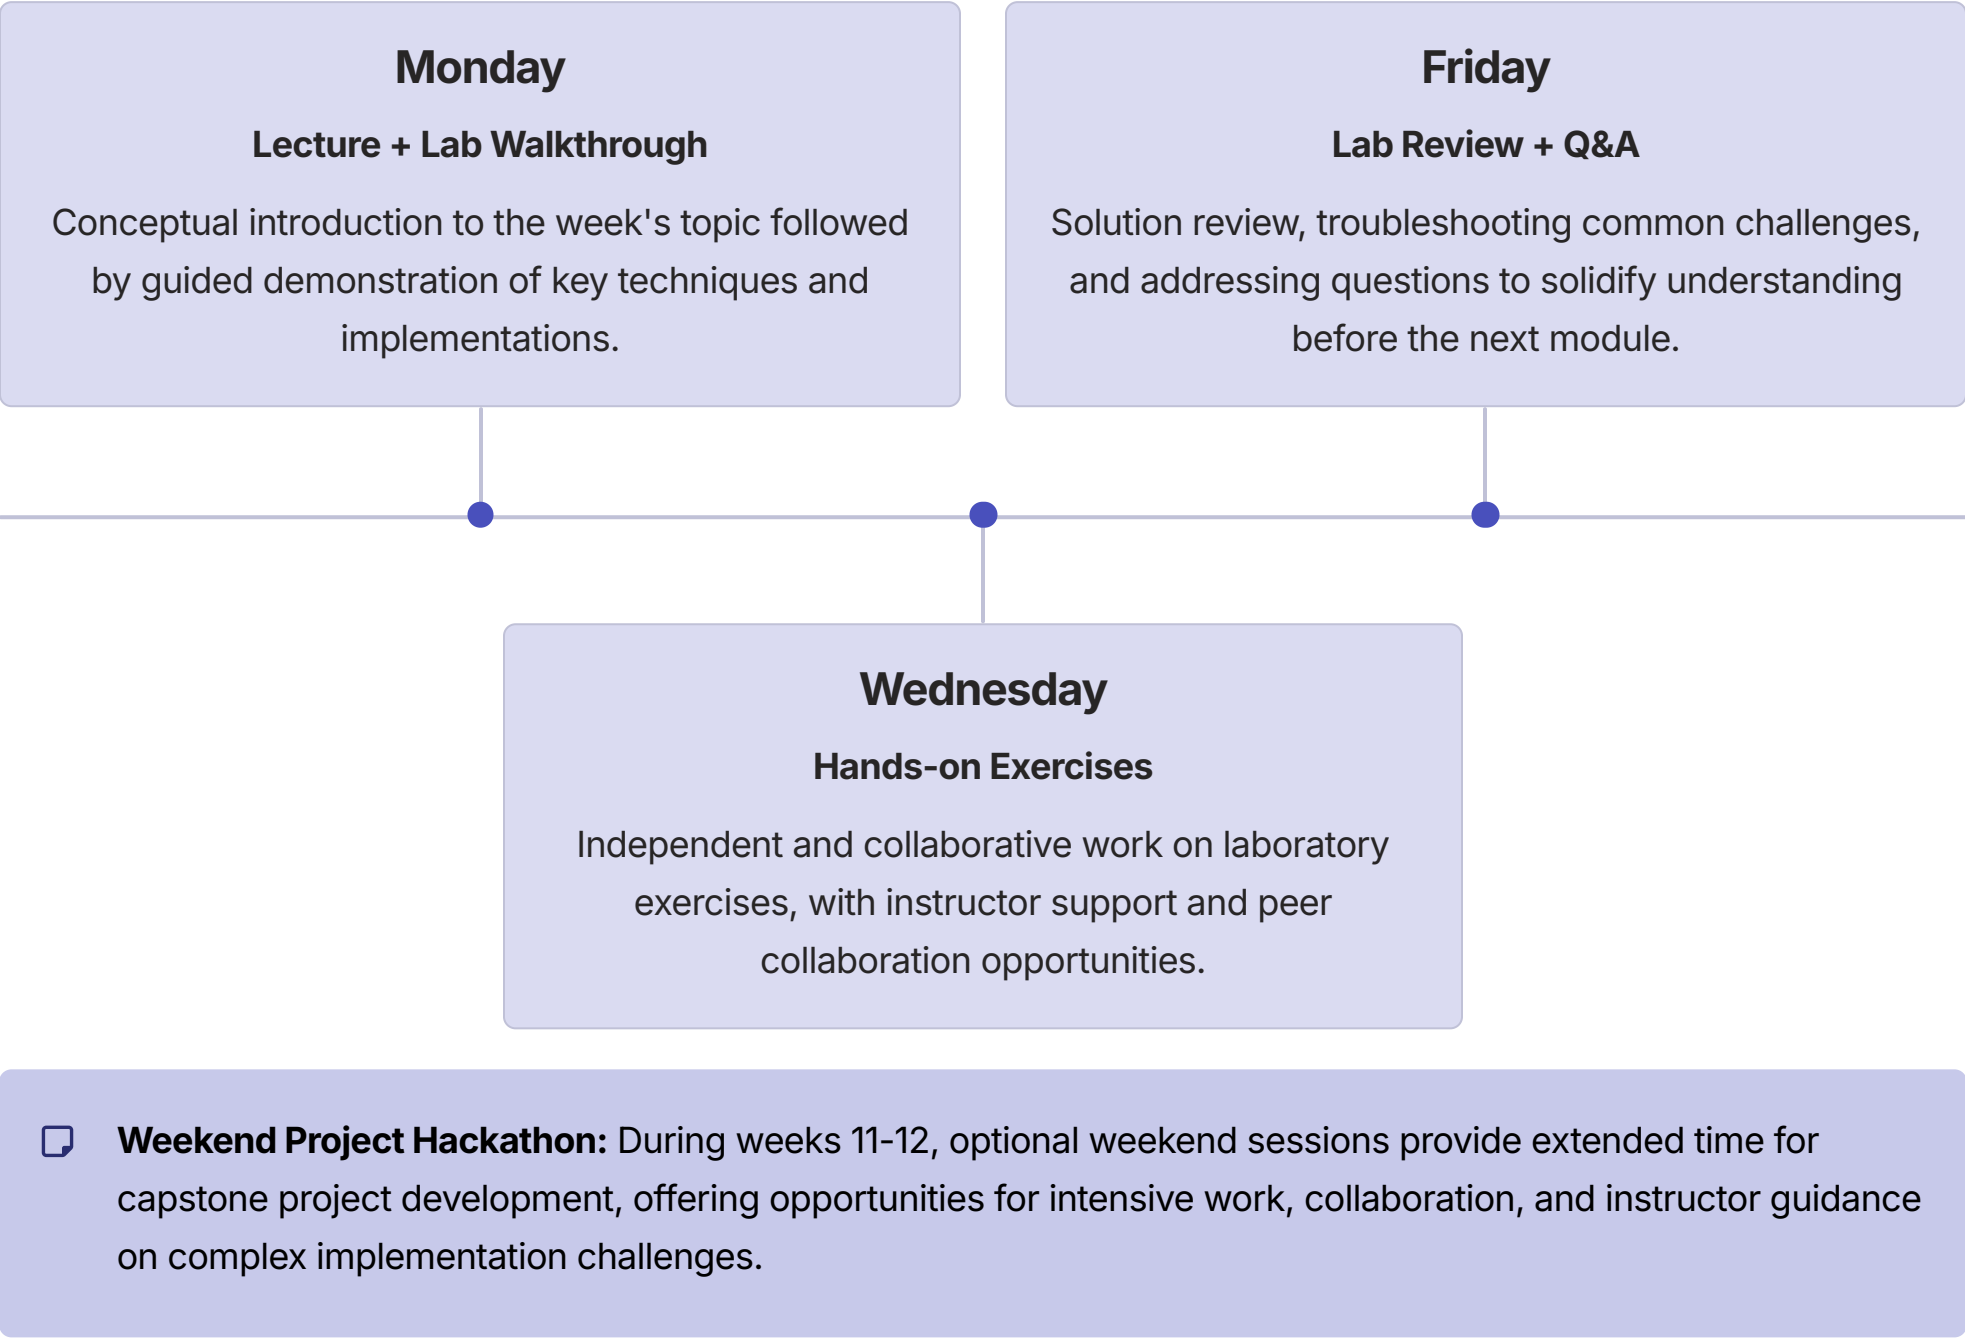 Monday
Lecture + Lab Walkthrough
Conceptual introduction to the week's topic followed
by guided demonstration of key techniques and
implementations.
Friday
Lab Review + Q&A
Solution review, troubleshooting common challenges,
and addressing questions to solidify understanding
before the next module.
Wednesday
Hands-on Exercises
Independent and collaborative work on laboratory
exercises, with instructor support and peer
collaboration opportunities.
Weekend Project Hackathon: During weeks 11-12, optional weekend sessions provide extended time for
capstone project development, offering opportunities for intensive work, collaboration, and instructor guidance
on complex implementation challenges.